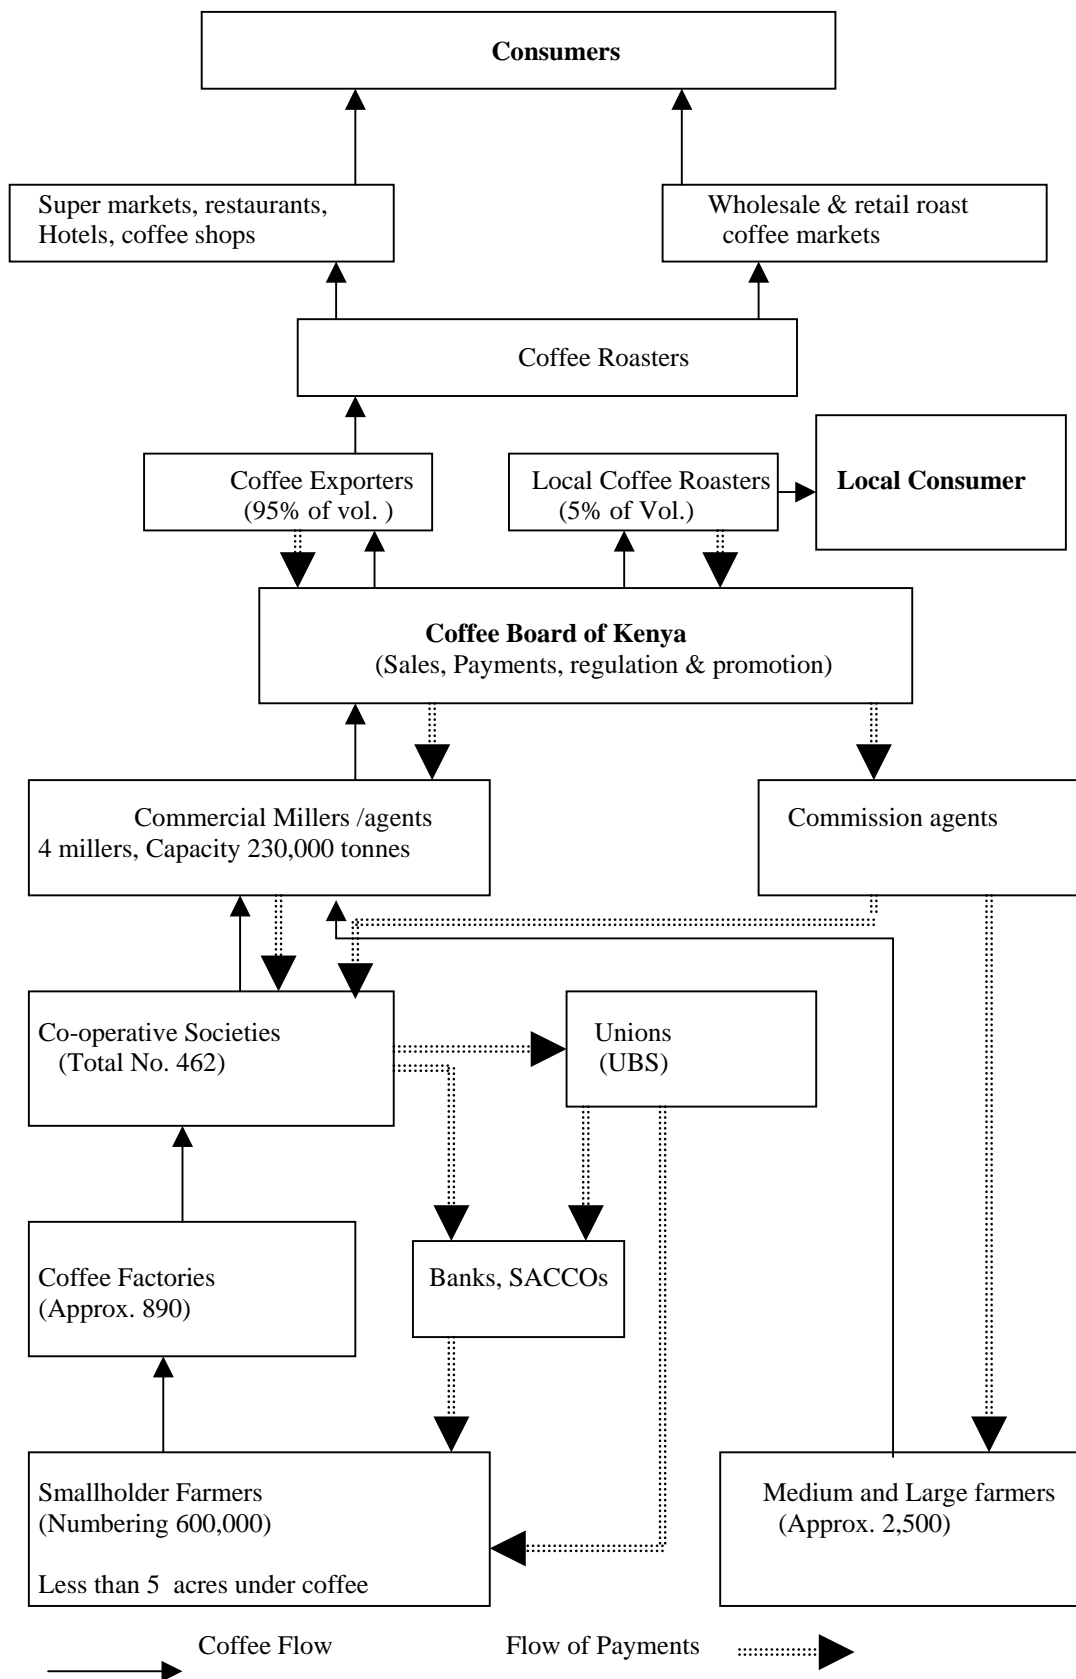 Consumers
Super markets, restaurants,
Hotels, coffee shops
Wholesale & retail roast
coffee markets
Coffee Roasters
Coffee Exporters
(95% of vol. )
Local Coffee Roasters
(5% of Vol.)
Local Consumer
Coffee Board of Kenya
(Sales, Payments, regulation & promotion)
Commercial Millers /agents
4 millers, Capacity 230,000 tonnes
Commission agents
Co-operative Societies
(Total No. 462)
Unions
(UBS)
Coffee Factories
(Approx. 890)
Banks, SACCOs
Smallholder Farmers
(Numbering 600,000)
Less than 5 acres under coffee
Medium and Large farmers
(Approx. 2,500)
Coffee Flow
Flow of Payments